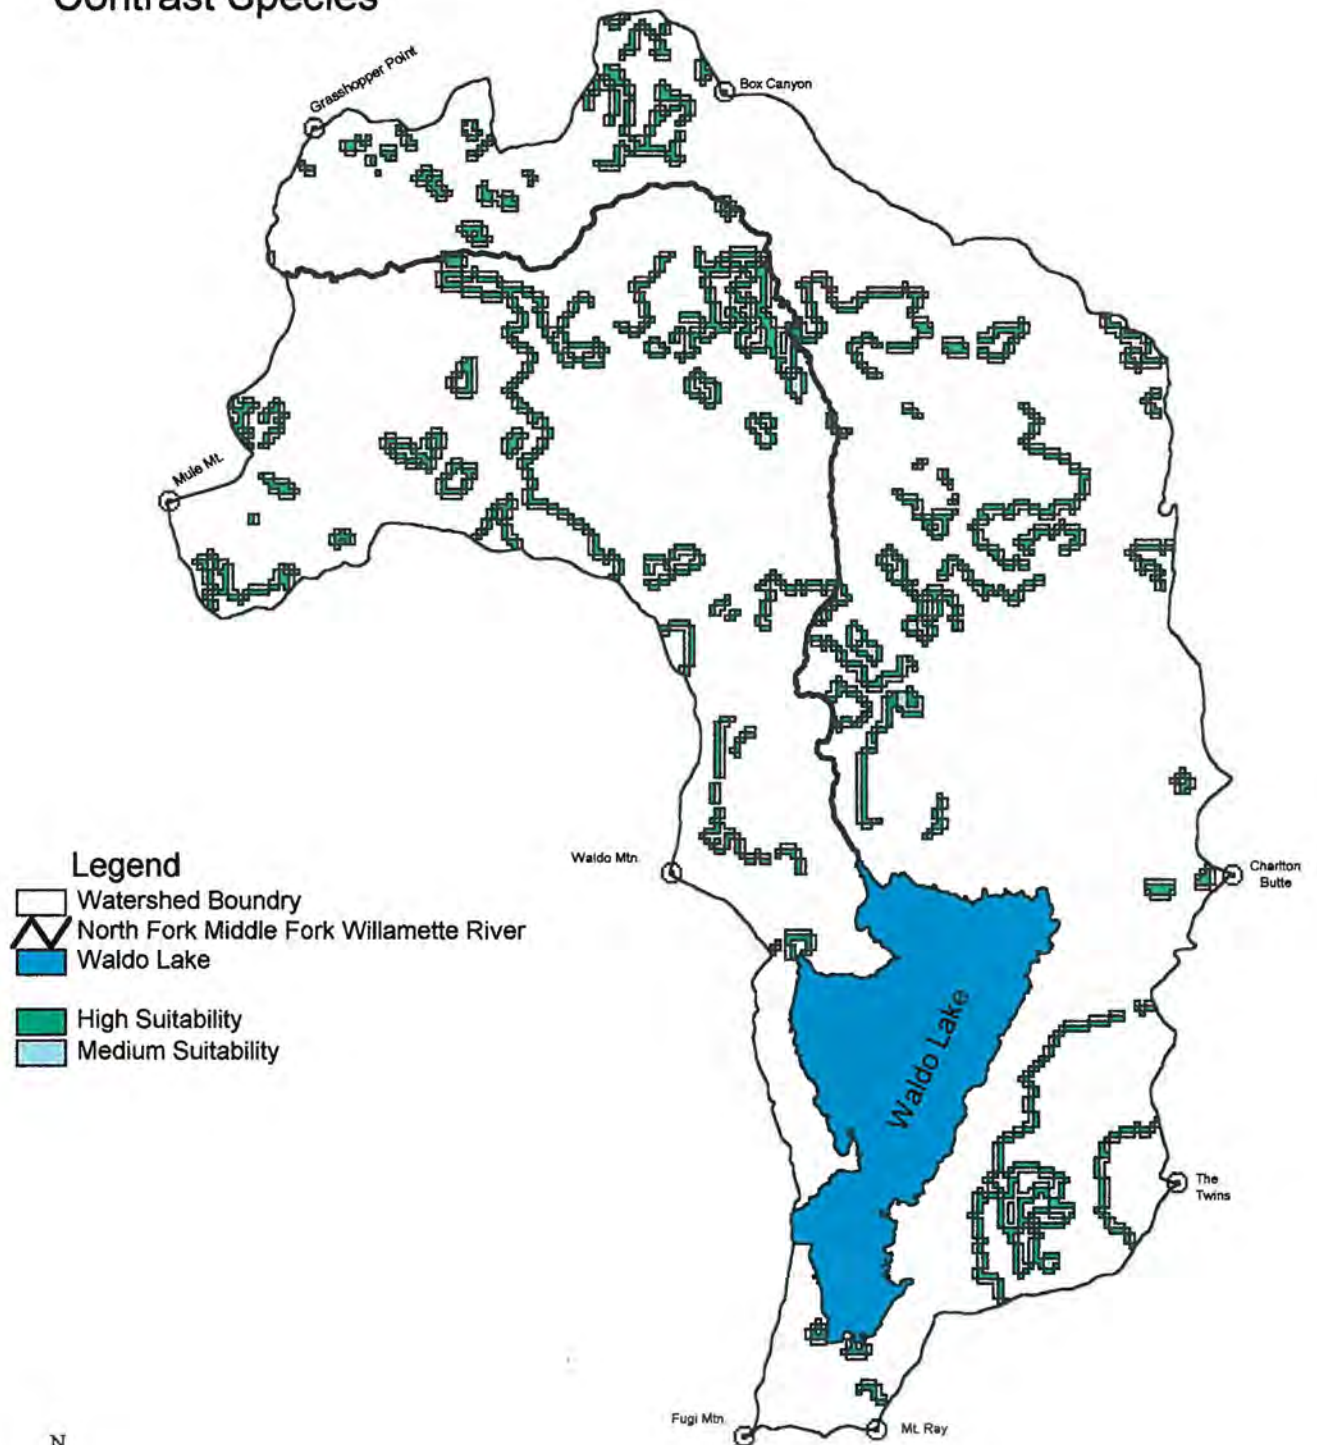 Contrast Species
Grasshopper Point
Box Canyon
Mule Mt.
Waldo Mtn.
Charlton
Butte
Legend
Watershed Boundry
North Fork Middle Fork Willamette River
Waldo Lake
High Suitability
Medium Suitability
Waldo Lake
The
Twins
Fugi Mtn.
Mt. Ray
N